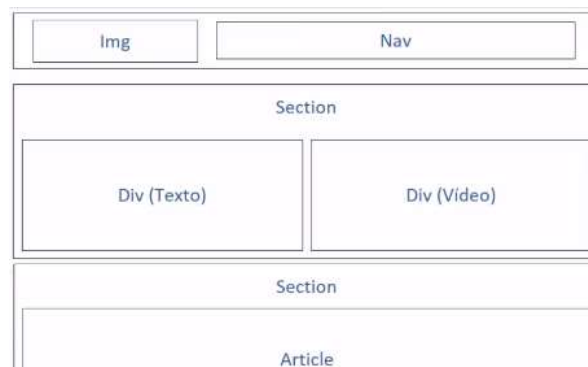 Img
Nav
Section
Div (Texto)
Div (Vídeo)
Section
Article